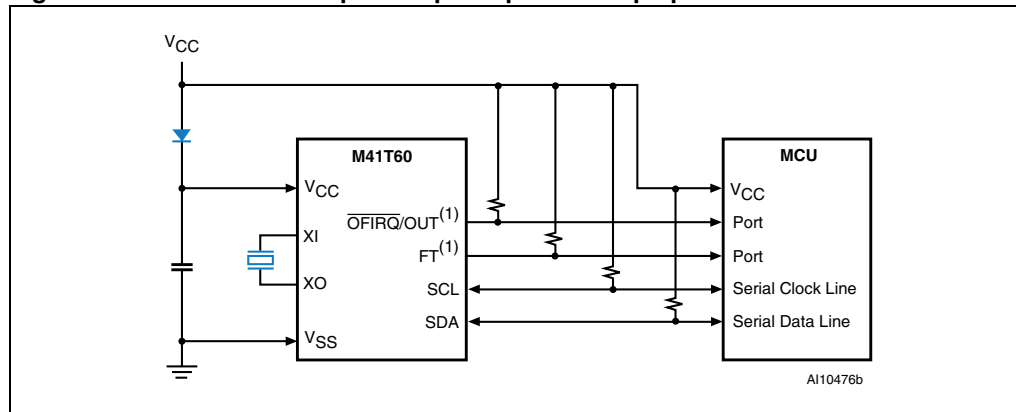 VCC
M41T60
VCC
XI
XO
VSS
OFIRQ/OUT(1)
FT(1)
SCL
SDA
MCU
VCC
Port
Port
Serial Clock Line
Serial Data Line
AI10476b